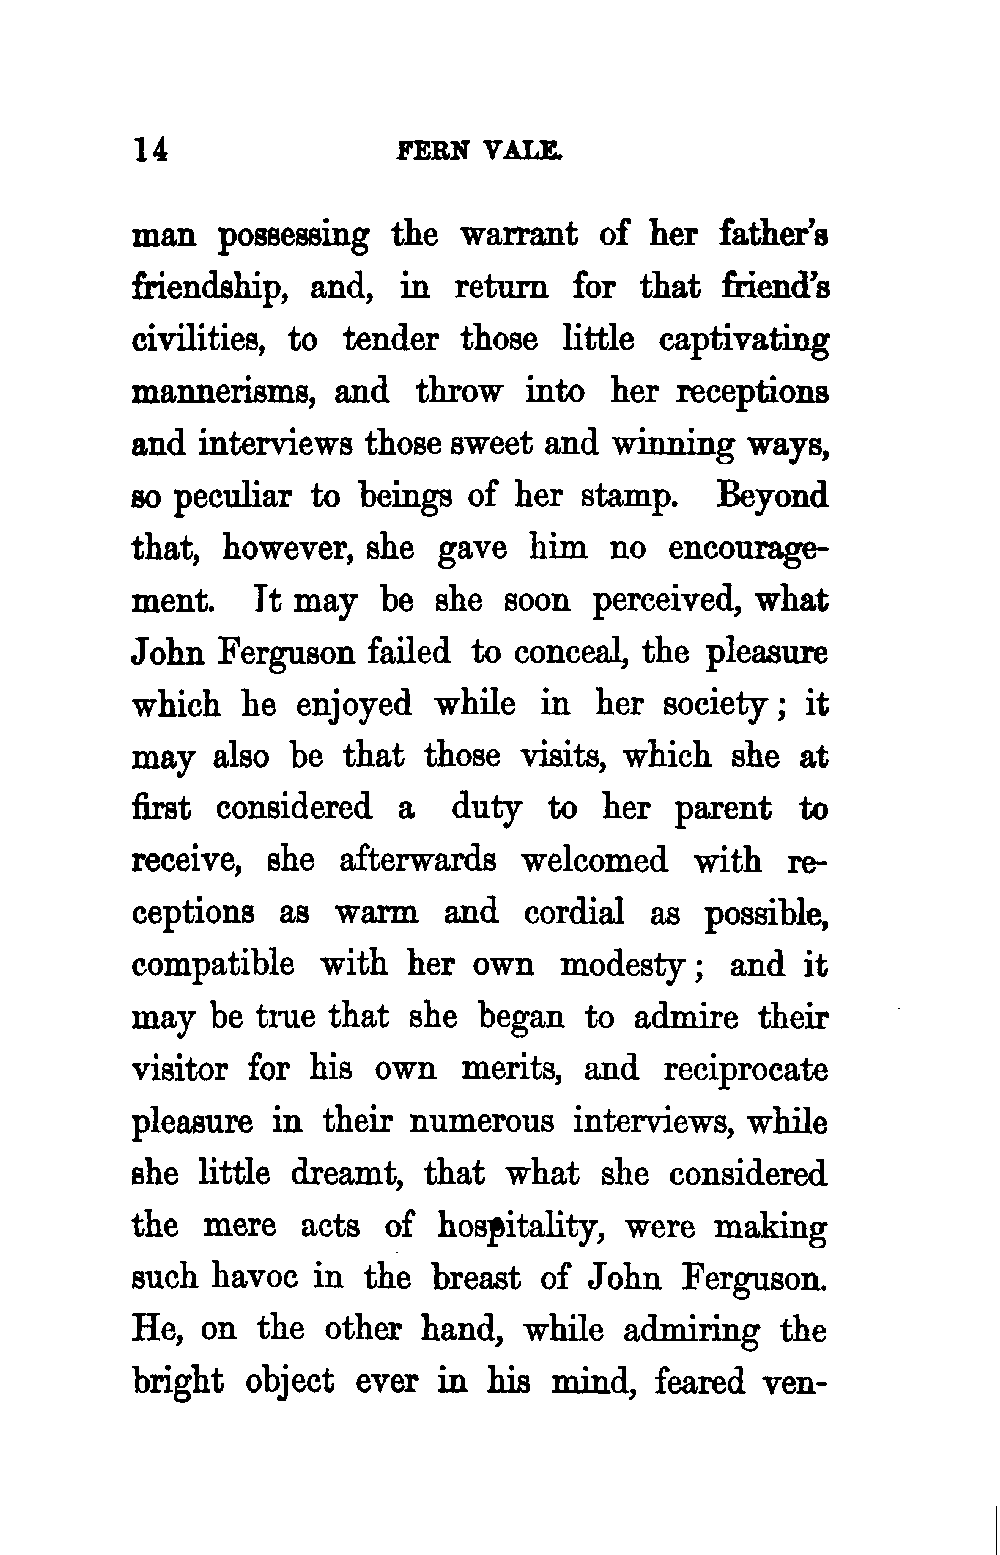 14 FERN VALE.
man possessing the warrant of her father's
friendship, and, in return for that friend's
civilities, to tender those little captivating
mannerisms, and throw into her receptions
and interviews those sweet and winning ways,
so peculiar to beings of her stamp. Beyond
that, however, she gave him no encourage-
ment. It may be she soon perceived, what
John Ferguson failed to conceal, the pleasure
which he enjoyed while in her society; it
may also be that those visits, which she at
first considered a duty to her parent to
receive, she afterwards welcomed with re-
ceptions as warm and cordial as possible,
compatible with her own modesty; and it
may be true that she began to admire their
visitor for his own merits, and reciprocate
pleasure in their numerous interviews, while
she little dreamt, that what she considered
the mere acts of hospitality, were making
such havoc in the breast of John Ferguson.
He, on the other hand, while admiring the
bright object ever in his mind, feared ven-